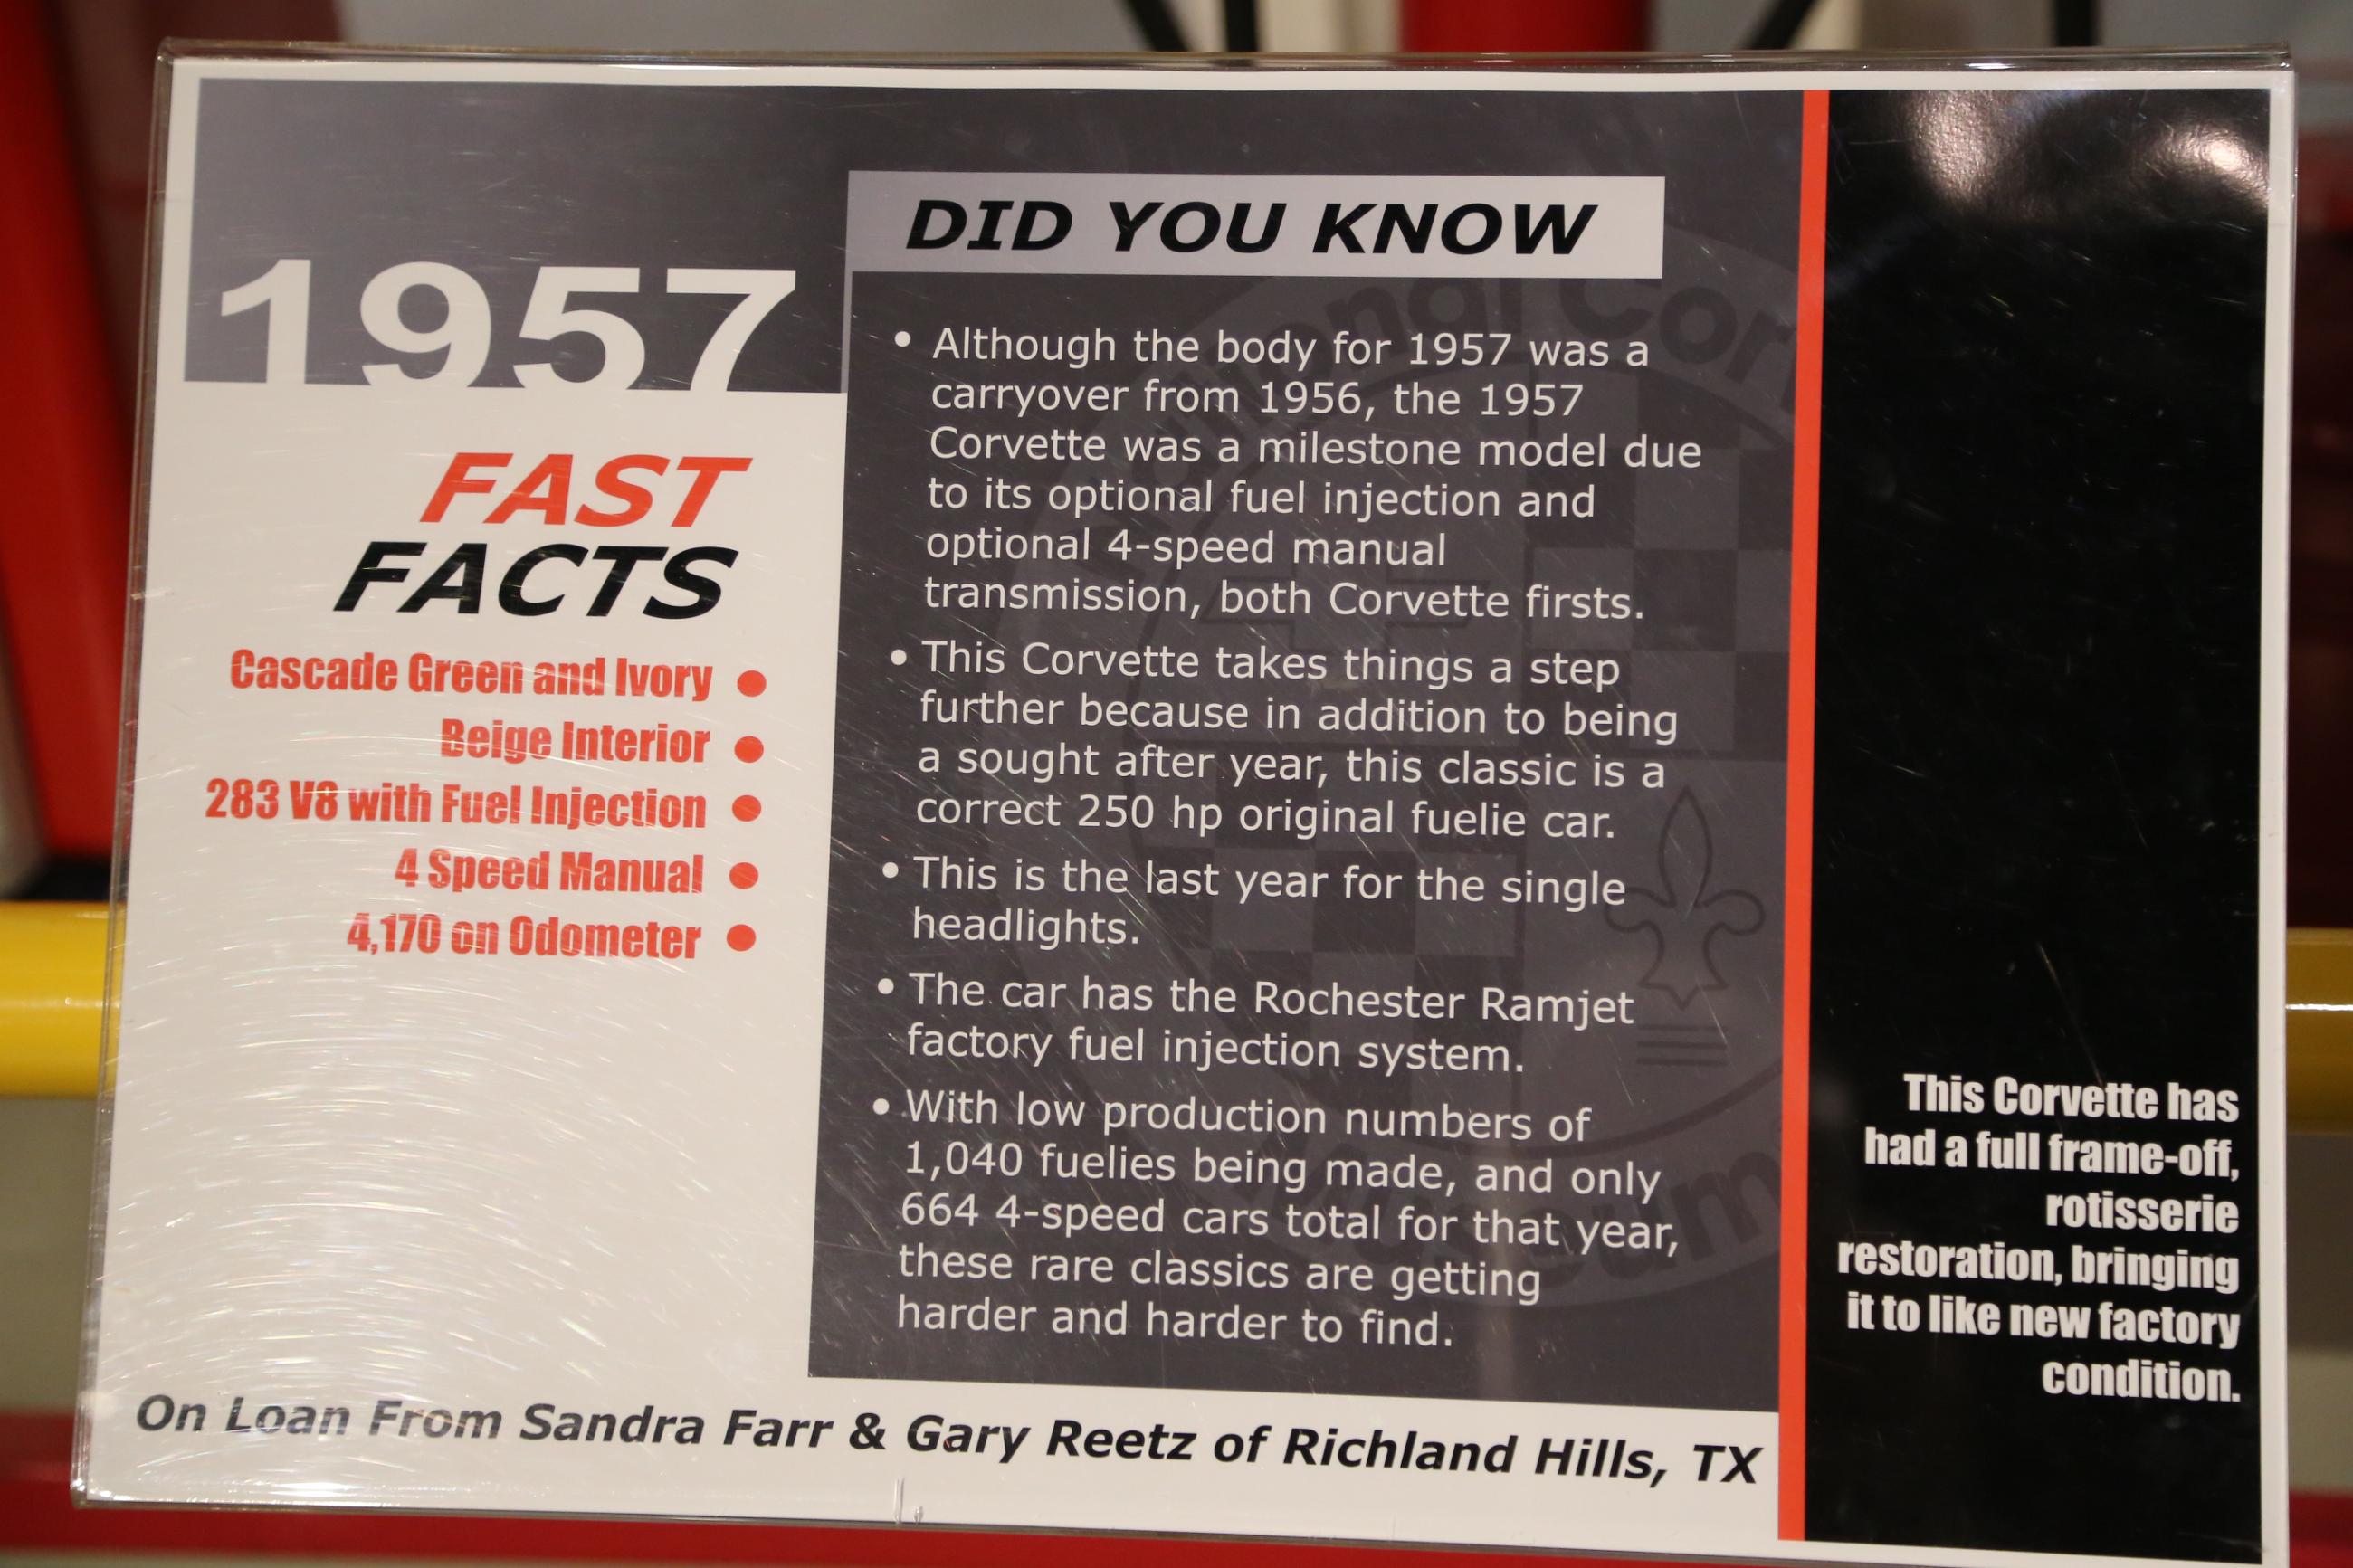 1957
FAST
FACTS
Cascade Green and Ivory •
Beige Interior •
283 V8 with Fuel Injection •
4 Speed Manual •
4,170 on Odometer •
DID YOU KNOW
• Although the body for 1957 was a
carryover from 1956, the 1957
Corvette was a milestone model due
to its optional fuel injection and
optional 4-speed manual
transmission, both Corvette firsts.
• This Corvette takes things a step
further because in addition to being
a sought after year, this classic is a
correct 250 hp original fuelie car.
• This is the last year for the single
headlights.
• The car has the Rochester Ramjet
factory fuel injection system.
• With low production numbers of
1,040 fuelies being made, and only
664 4-speed cars total for that year,
these rare classics are getting
harder and harder to find.
This Corvette has
had a full frame-off,
rotisserie
restoration, bringing
it to like new factory
condition.
On Loan From Sandra Farr & Gary Reetz of Richland Hills, TX